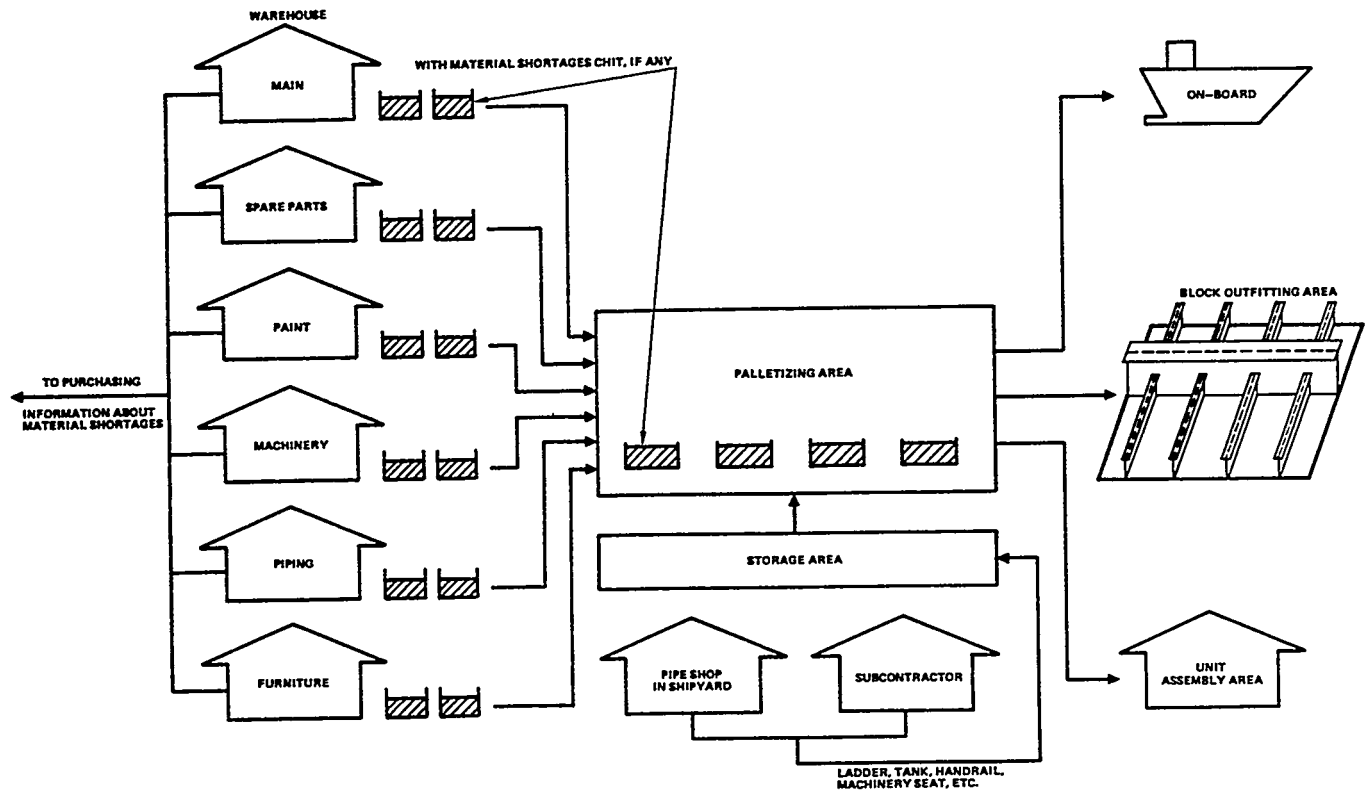 WAREHOUSE
MAIN
WITH MATERIAL SHORTAGES CHIT, IF ANY
ON-BOARD
SPARE PARTS
PAINT
BLOCK OUTFITTING AREA
PALLETIZING AREA
TO PURCHASING
INFORMATION ABOUT
MATERIAL SHORTAGES
MACHINERY
PIPING
STORAGE AREA
FURNITURE
PIPE SHOP
IN SHIPYARD
SUBCONTRACTOR
UNIT
ASSEMBLY AREA
LADDER, TANK, HANDRAIL,
MACHINERY SEAT, ETC.